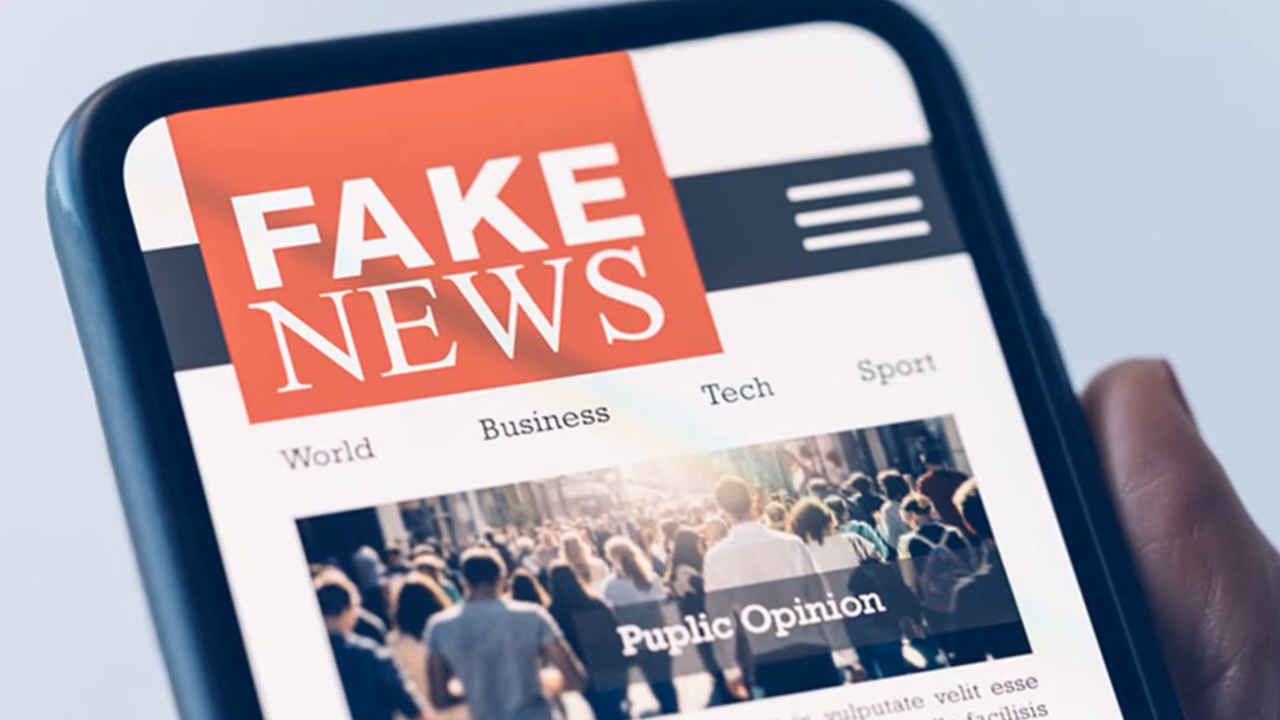 FAKE
NEWS
World Business Tech Sport
Puplic Opinion
vulputate velit esse
facilisis